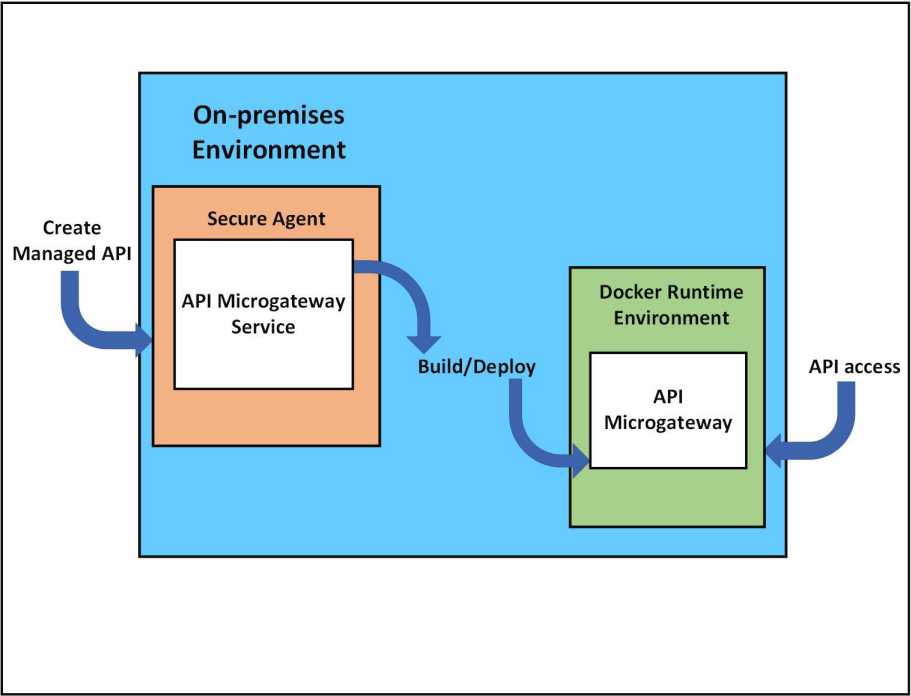 On-premises
Environment
Create
Managed API
Secure Agent
API Microgateway
Service
Build/Deploy
Docker Runtime
Environment
API
Microgateway
API access